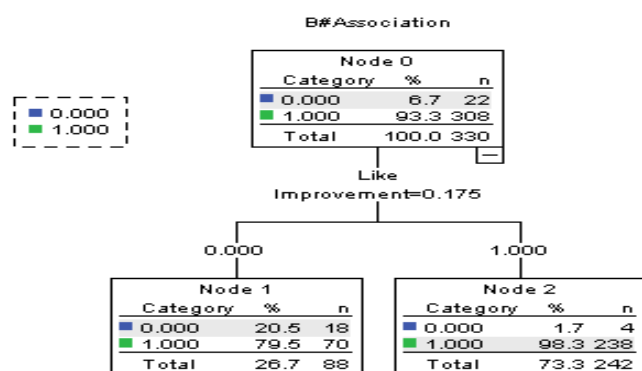 B#Association
0.000
1.000
Node 0
Category % n
0.000 6.7 22
1.000 93.3 308
Total 100.0 330
Like
Improvement=0.175
0.000 1.000
Node 1
Category % n
0.000 20.5 18
1.000 79.5 70
Total 26.7 88
Node 2
Category % n
0.000 1.7 4
1.000 98.3 238
Total 73.3 242